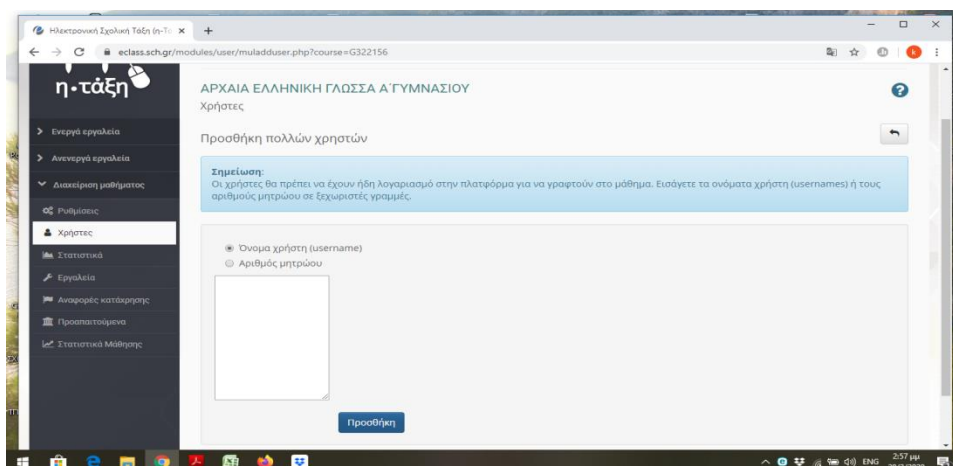 Ηλεκτρονική Σχολική Τάξη (η-Τά
eclass.sch.gr/modules/user/muladduser.php?course=G322156
k
η•τάξη
Ενεργά εργαλεία
Ανενεργά εργαλεία
Διαχείριση μαθήματος
Ρυθμίσεις
Χρήστες
Στατιστικά
Εργαλεία
Αναφορές κατάχρησης
Προαπαιτούμενα
Στατιστικά Μάθησης
ΑΡΧΑΙΑ ΕΛΛΗΝΙΚΗ ΓΛΩΣΣΑ Α΄ΓΥΜΝΑΣΙΟΥ
Χρήστες
Προσθήκη πολλών χρηστών
Σημείωση:
Οι χρήστες θα πρέπει να έχουν ήδη λογαριασμό στην πλατφόρμα για να γραφτούν στο μάθημα. Εισάγετε τα ονόματα χρήστη (usernames) ή τους
αριθμούς μητρώου σε ξεχωριστές γραμμές.
Όνομα χρήστη (username)
Αριθμός μητρώου
Προσθήκη
ENG
2:57 μμ